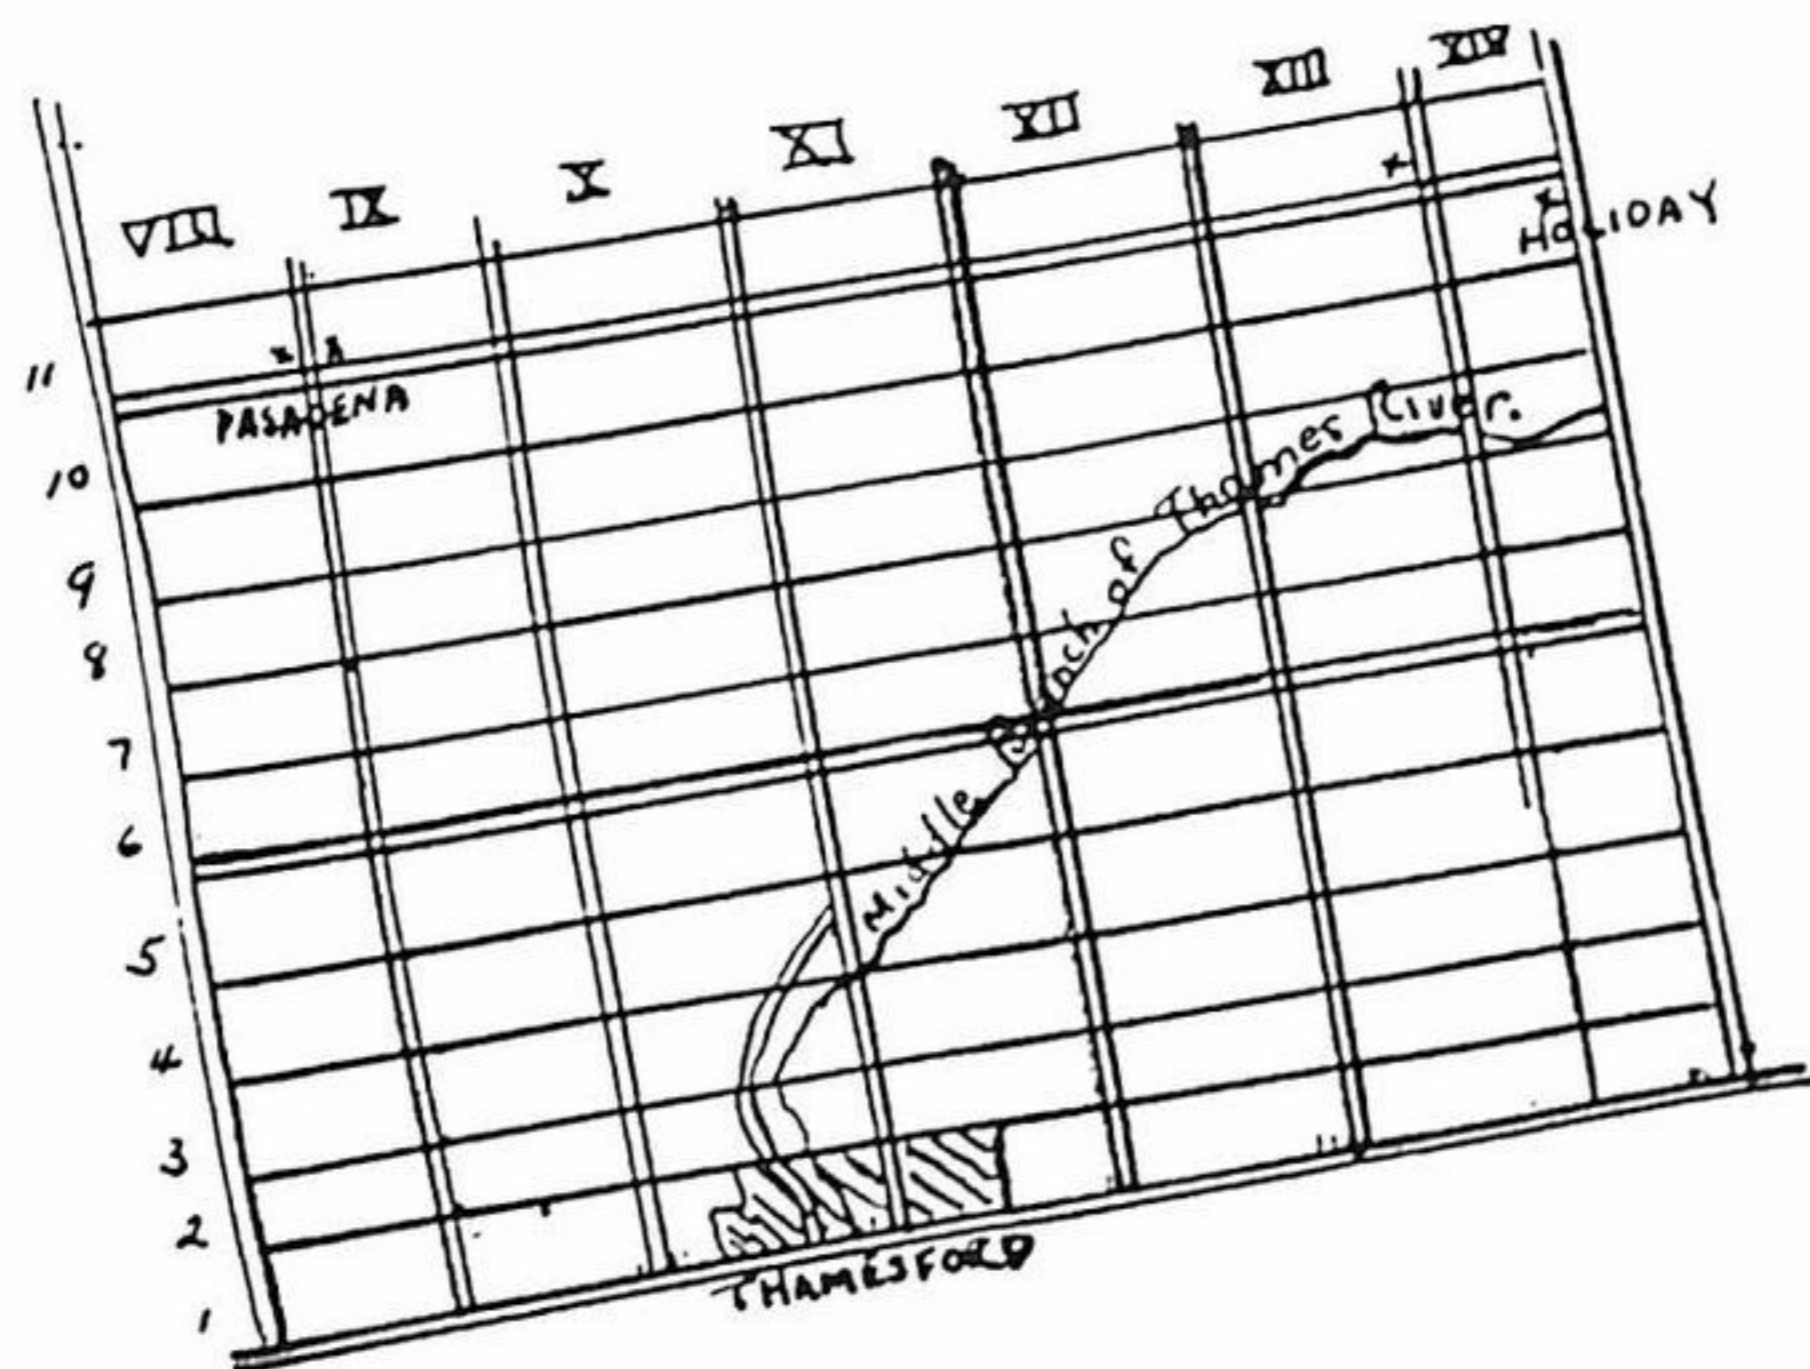 VIII IX X XI XII XIII XIV
HOLIDAY
11
PASADENA
10
9
8
7
6
5
4
3
2
1
Middle Branch of Thames River.
THAMESFORD